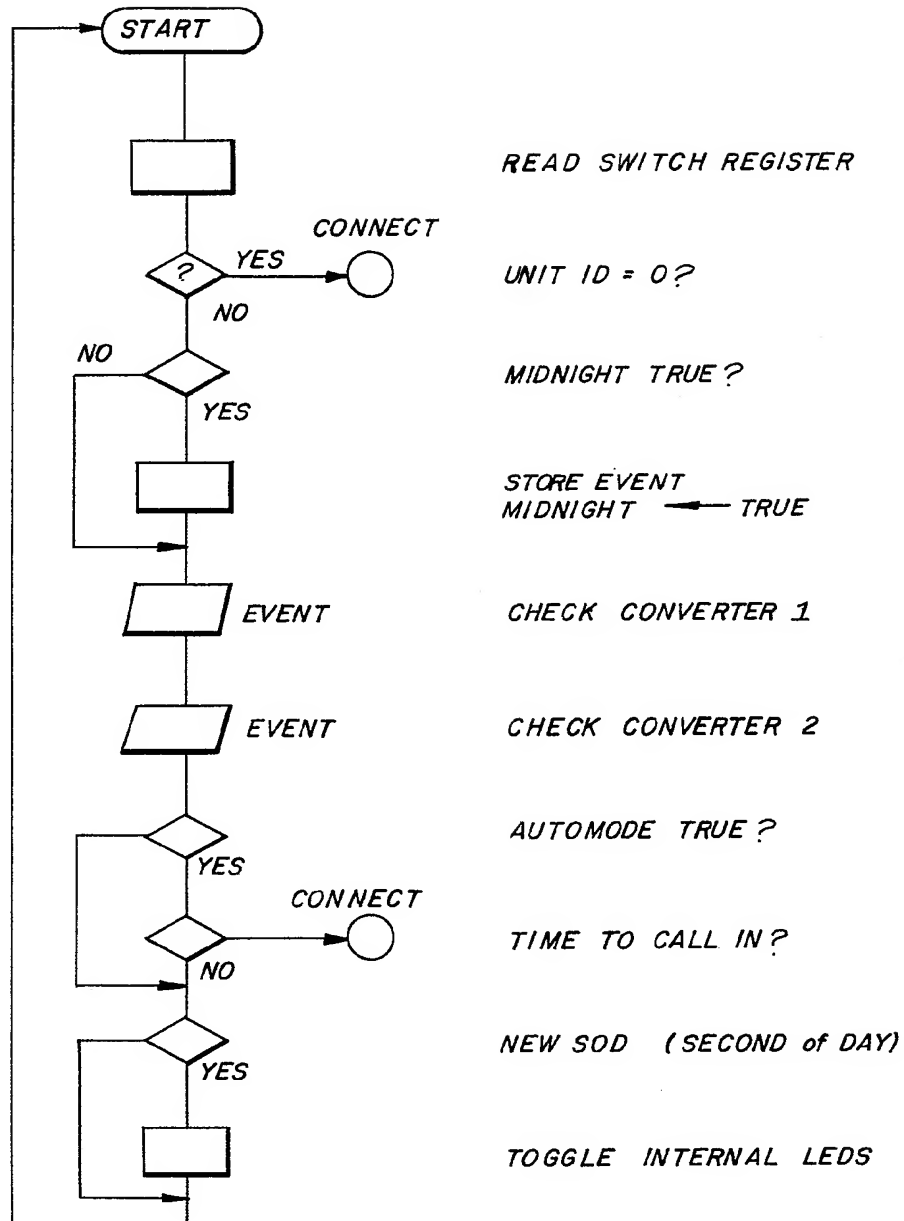 START
READ SWITCH REGISTER
CONNECT
? YES UNIT ID = 0?
NO
NO MIDNIGHT TRUE?
YES
STORE EVENT
MIDNIGHT ← TRUE
EVENT CHECK CONVERTER 1
EVENT CHECK CONVERTER 2
AUTOMODE TRUE?
YES
CONNECT
TIME TO CALL IN?
NO
NEW SOD (SECOND of DAY)
YES
TOGGLE INTERNAL LEDS